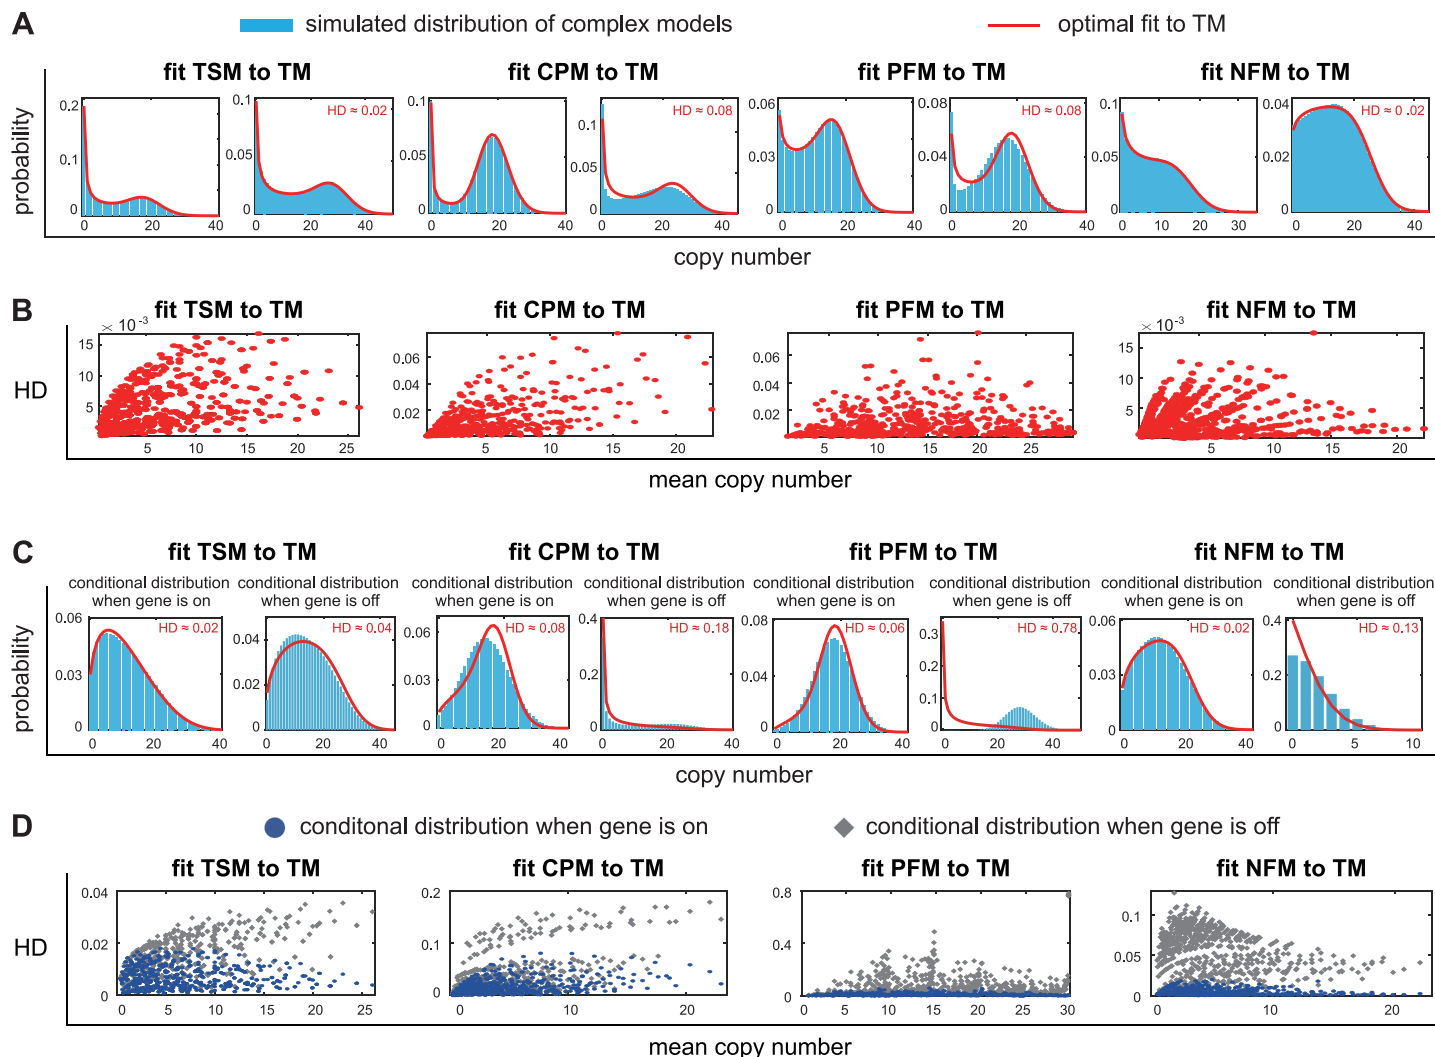 A
simulated distribution of complex models
optimal fit to TM
fit TSM to TM
fit CPM to TM
fit PFM to TM
fit NFM to TM
probability
0.2
0.1
0
0 20 40
0.1
0.05
0
0 20 40
HD ≈ 0.02
0.1
0.05
0
0 20 40
0.1
0.05
0
0 20 40
HD ≈ 0.08
0.06
0.03
0
0 20 40
0.08
0.04
0
0 20 40
HD ≈ 0.08
0.1
0.05
0
0 10 20 30
0.04
0.02
0
0 20 40
HD ≈ 0 .02
copy number
B
fit TSM to TM
fit CPM to TM
fit PFM to TM
fit NFM to TM
HD
× 10 -3
15
10
5
5 10 15 20 25
0.06
0.04
0.02
5 10 15 20
0.06
0.04
0.02
5 10 15 20 25
× 10 -3
15
10
5
5 10 15 20
mean copy number
C
fit TSM to TM
fit CPM to TM
fit PFM to TM
fit NFM to TM
conditional distribution
when gene is on
conditional distribution
when gene is off
conditional distribution
when gene is on
conditional distribution
when gene is off
conditional distribution
when gene is on
conditional distribution
when gene is off
conditional distribution
when gene is on
conditional distribution
when gene is off
probability
0.06
0.03
0
0 20 40
HD ≈ 0.02
0.04
0.02
0
0 20 40
HD ≈ 0.04
0.06
0.03
0
0 20 40
HD ≈ 0.08
0.4
0.2
0
0 20 40
HD ≈ 0.18
0.08
0.04
0
0 20 40
HD ≈ 0.06
0.3
0.2
0.1
0
0 20 40
HD ≈ 0.78
0.06
0.03
0
0 20 40
HD ≈ 0.02
0.4
0.2
0
0 5 10
HD ≈ 0.13
copy number
D
conditonal distribution when gene is on
conditional distribution when gene is off
fit TSM to TM
fit CPM to TM
fit PFM to TM
fit NFM to TM
HD
0.04
0.02
0
0 5 10 15 20 25
0.2
0.1
0
0 10 20
0.8
0.4
0
0 5 10 15 20 25 30
0.1
0.05
0
0 10 20
mean copy number